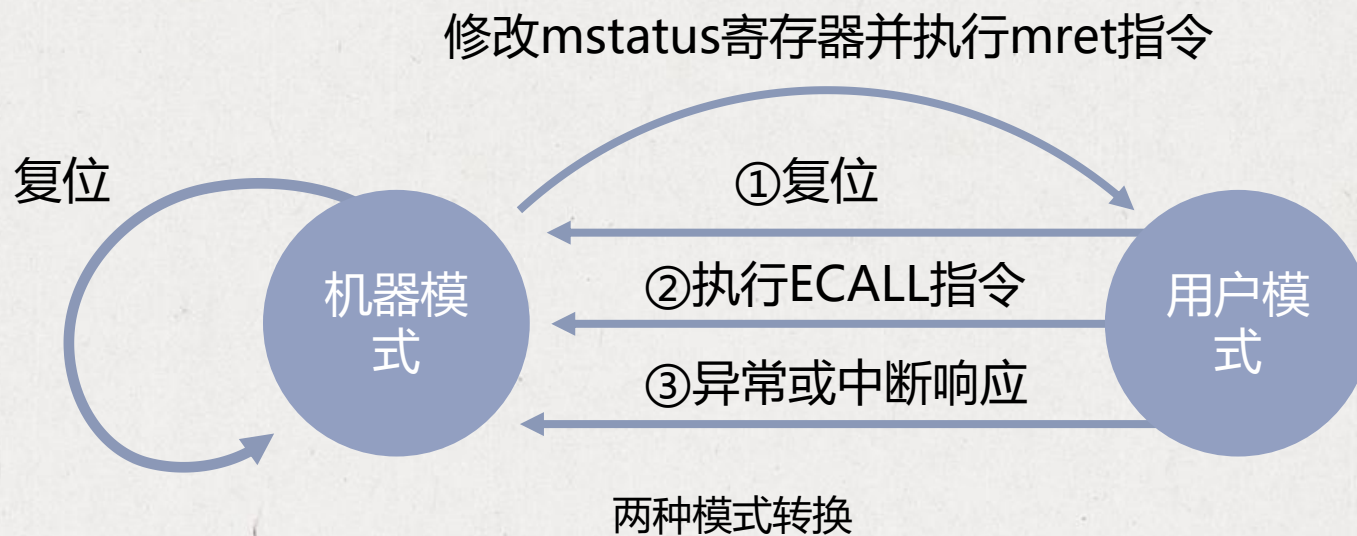 修改mstatus寄存器并执行mret指令
复位
①复位
②执行ECALL指令
③异常或中断响应
机器模
式
用户模
式
两种模式转换